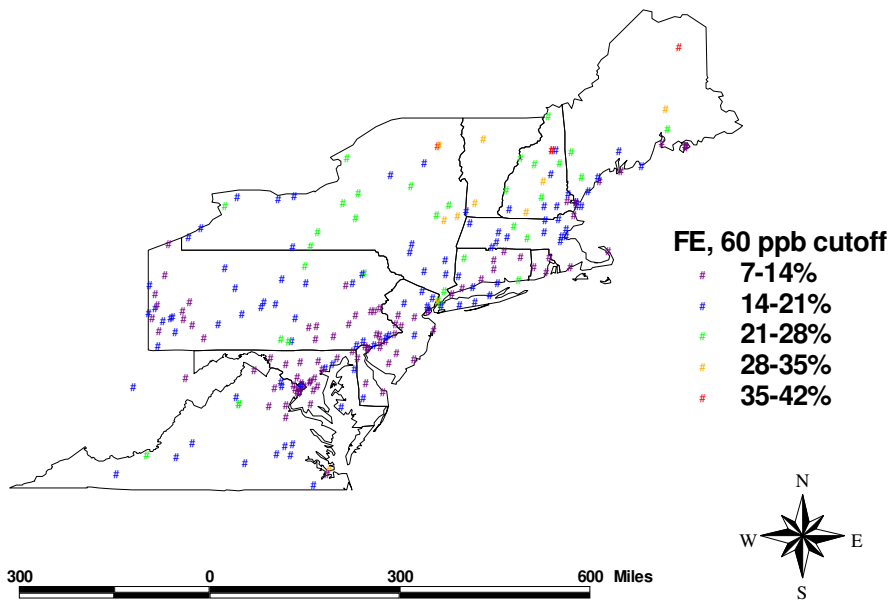 FE, 60 ppb cutoff
# 7-14%
# 14-21%
# 21-28%
# 28-35%
# 35-42%
N
W E
S
300 0 300 600 Miles